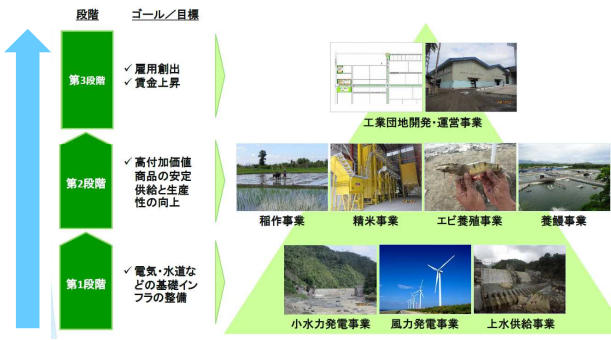 段階
ゴール／目標
第3段階
✓ 雇用創出
✓ 賃金上昇
工業団地開発・運営事業
第2段階
✓ 高付加価値
商品の安定
供給と生産
性の向上
稲作事業
精米事業
エビ養殖事業
養鰻事業
第1段階
✓ 電気・水道な
どの基礎イン
フラの整備
小水力発電事業
風力発電事業
上水供給事業